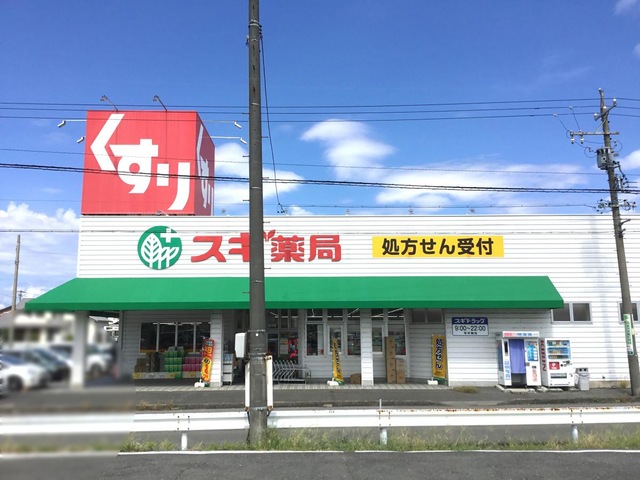 くすり
スギ薬局
処方せん受付
スギドラッグ
9:00~22:00